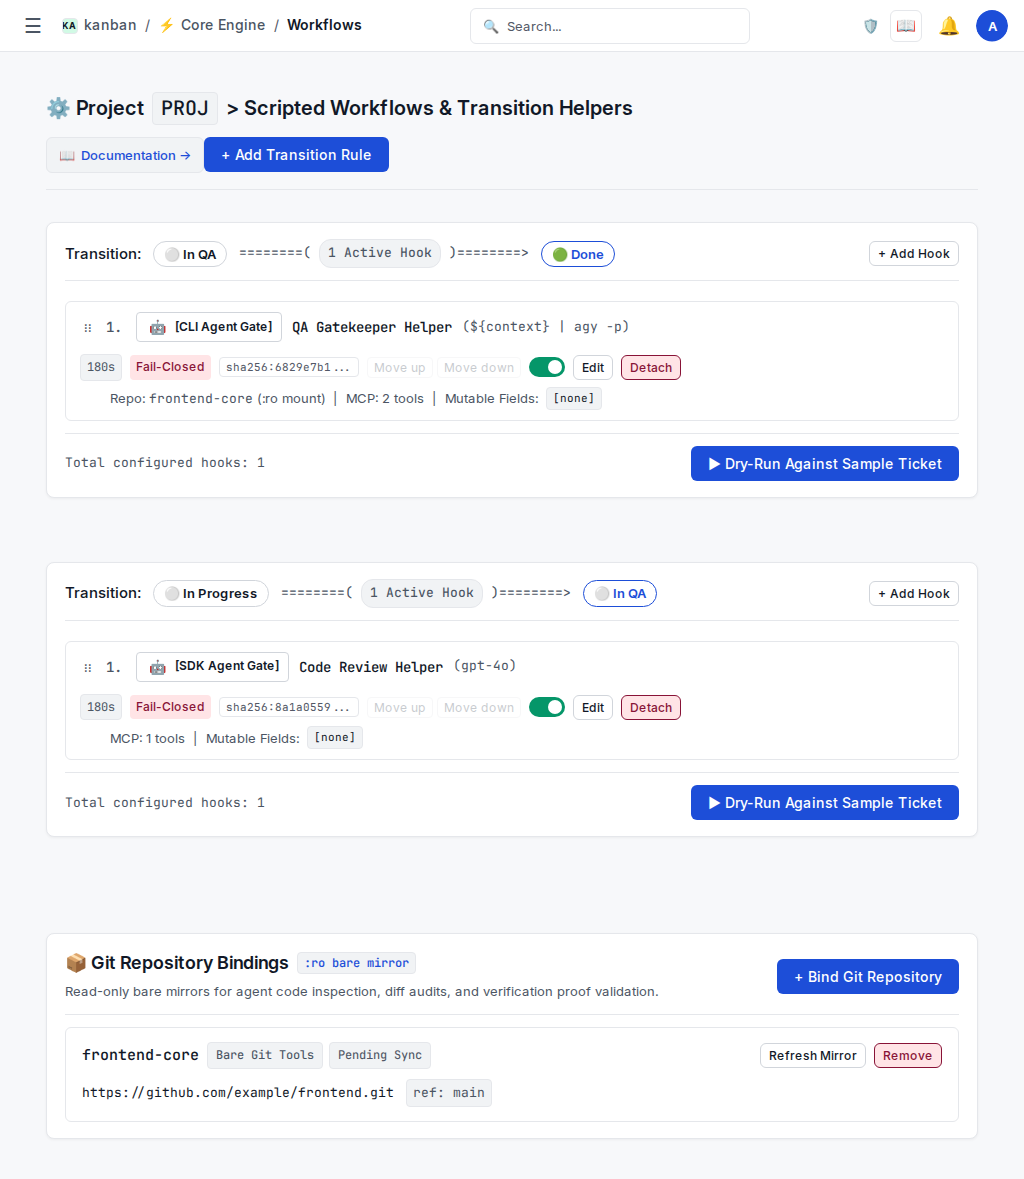 ☰ KA kanban / ⚡ Core Engine / Workflows 🔍 Search... 🛡️ 📖 🔔 A
⚙️ Project PROJ > Scripted Workflows & Transition Helpers
📖 Documentation → + Add Transition Rule
Transition: ⚪ In QA ========( 1 Active Hook )========> 🟢 Done + Add Hook
⠿ 1. 🤖 [CLI Agent Gate] QA Gatekeeper Helper (${context} | agy -p)
180s Fail-Closed sha256:6829e7b1... Move up Move down Edit Detach
Repo: frontend-core (:ro mount) | MCP: 2 tools | Mutable Fields: [none]
Total configured hooks: 1 ▶ Dry-Run Against Sample Ticket
Transition: ⚪ In Progress ========( 1 Active Hook )========> ⚪ In QA + Add Hook
⠿ 1. 🤖 [SDK Agent Gate] Code Review Helper (gpt-4o)
180s Fail-Closed sha256:8a1a0559... Move up Move down Edit Detach
MCP: 1 tools | Mutable Fields: [none]
Total configured hooks: 1 ▶ Dry-Run Against Sample Ticket
📦 Git Repository Bindings :ro bare mirror + Bind Git Repository
Read-only bare mirrors for agent code inspection, diff audits, and verification proof validation.
frontend-core Bare Git Tools Pending Sync Refresh Mirror Remove
https://github.com/example/frontend.git ref: main